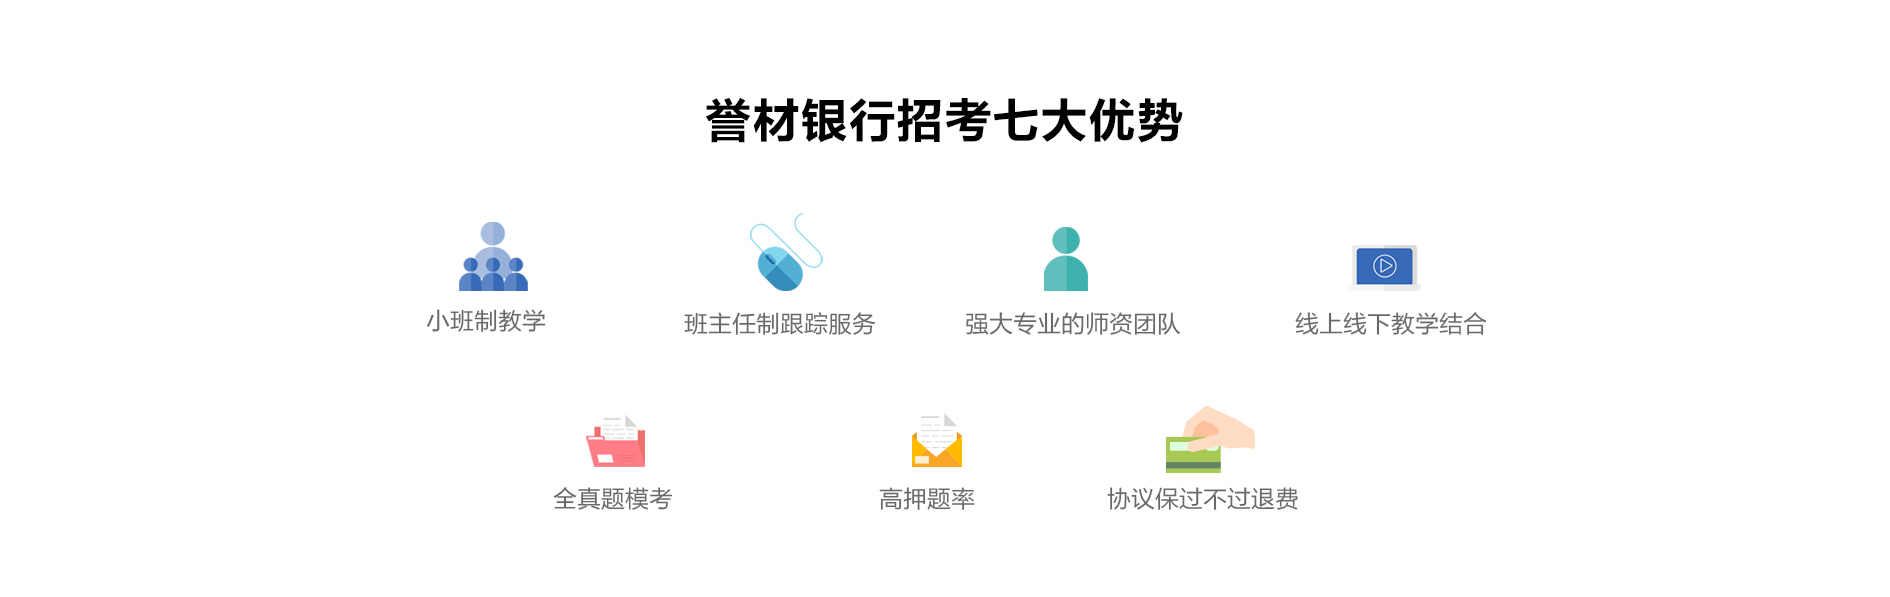 誉材银行招考七大优势
小班制教学
班主任制跟踪服务
强大专业的师资团队
线上线下教学结合
全真题模考
高押题率
协议保过不过退费